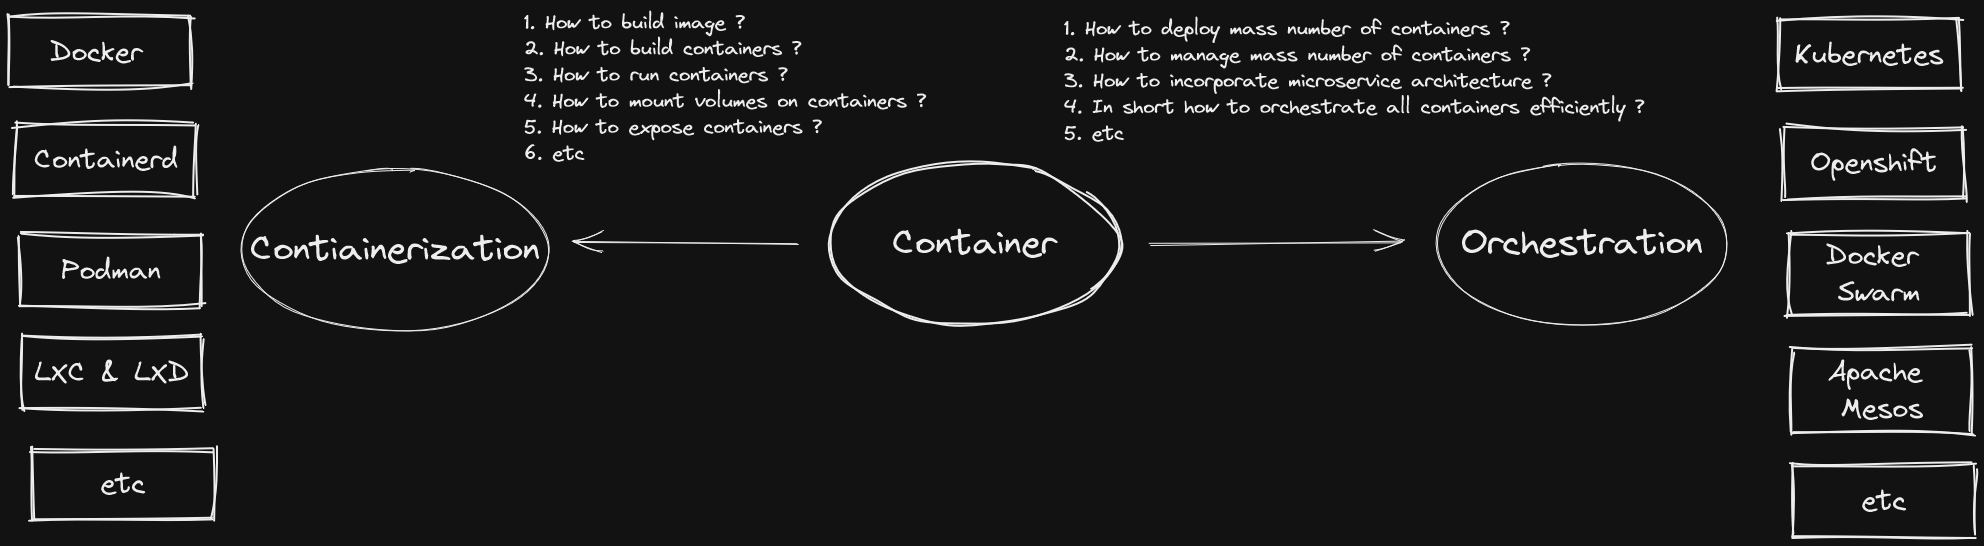 Docker
Containerd
Podman
LXC & LXD
etc
Contiainerization
1. How to build image ?
2. How to build containers ?
3. How to run containers ?
4. How to mount volumes on containers ?
5. How to expose containers ?
6. etc
Container
1. How to deploy mass number of containers ?
2. How to manage mass number of containers ?
3. How to incorporate microservice architecture ?
4. In short how to orchestrate all containers efficiently ?
5. etc
Orchestration
Kubernetes
Openshift
Docker
Swarm
Apache
Mesos
etc